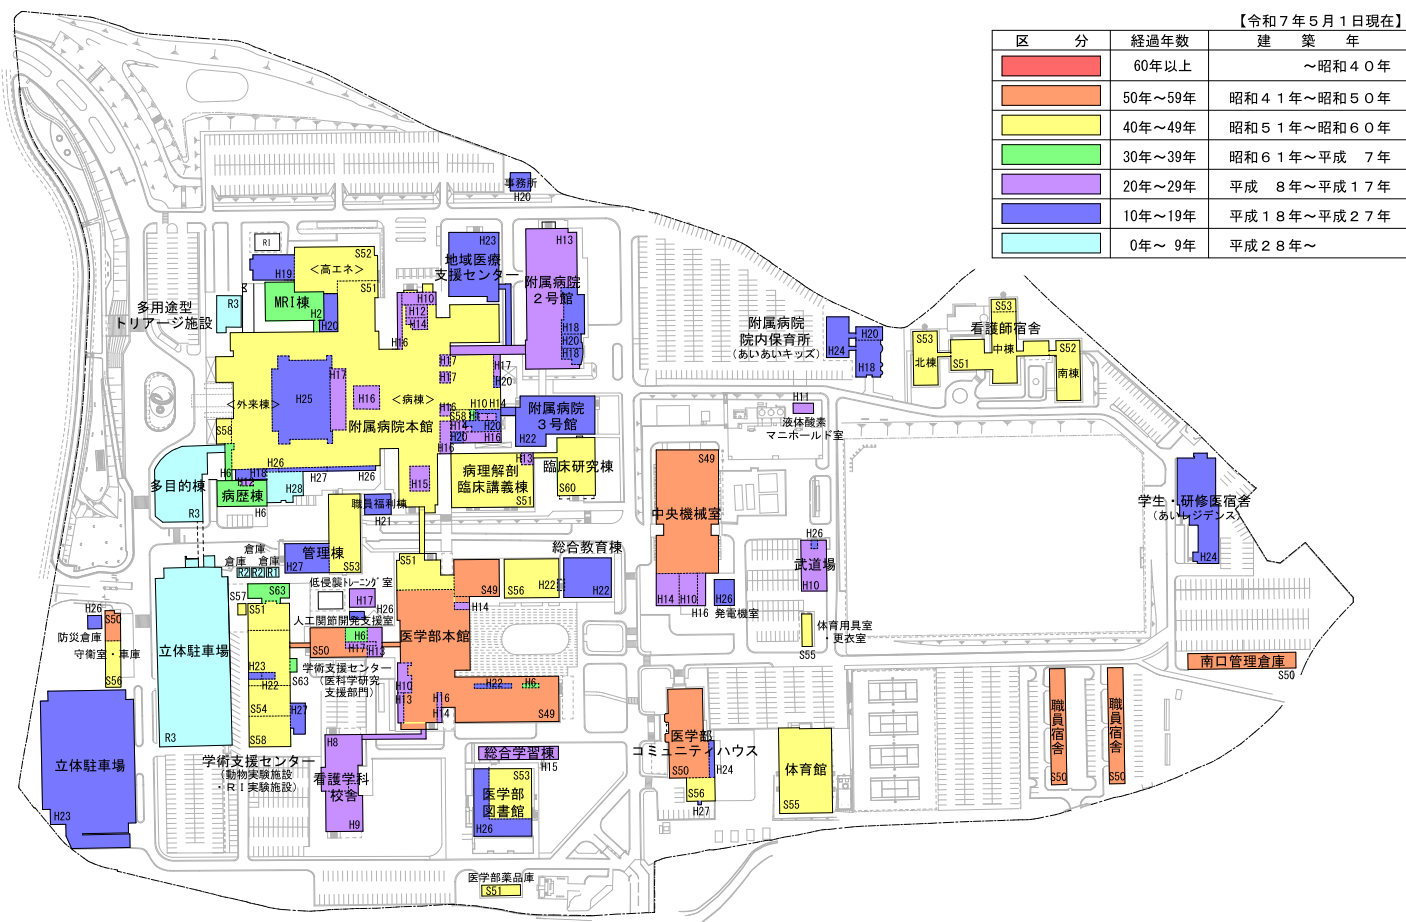 【令和７年５月１日現在】
区　　　分　経過年数　建　　築　　年
60年以上　～昭和４０年
50年～59年　昭和４１年～昭和５０年
40年～49年　昭和５１年～昭和６０年
30年～39年　昭和６１年～平成　７年
20年～29年　平成　８年～平成１７年
10年～19年　平成１８年～平成２７年
0年～ 9年　平成２８年～
事務所
H20
RI
H19
＜高エネ＞
S52
S51
MRI棟
H2
H20
R3
多用途型
トリアージ施設
H23
地域医療
支援センター
H13
附属病院
２号館
H18
H20
H18
H10
H12
H14
H16
H17
H17
H17
H20
＜外来棟＞
H25
H17
H16
＜病棟＞
附属病院本館
S58
H10
H14
H16
S58
H1
H14
H20
H20
H16
H16
附属病院
３号館
H22
H6
H26
H18
H12
H27
H26
病歴棟
H6
H28
多目的棟
R3
H15
病理解剖
臨床講義棟
H13
S51
臨床研究棟
S60
職員福利棟
H21
管理棟
H27
S53
附属病院
院内保育所
（あいあいキッズ）
H24
H20
H18
看護師宿舎
S53
S53
北棟
S51
中棟
S52
南棟
H11
液体酸素
マニホールド室
S49
中央機械室
H14
H10
H16
H26
発電機室
H26
武道場
H10
体育用具室
・更衣室
S55
学生・研修医宿舎
（あいレジデンス）
H24
南口管理倉庫
S50
総合教育棟
S56
H22
H22
S51
S49
H14
医学部本館
H10
H13
H16
H14
H22
H6
S49
倉庫
倉庫
倉庫
R2
R2
R1
低侵襲ﾄﾚｰﾆﾝｸﾞ室
H17
H26
人工関節開発支援室
S50
H6
H17
H13
学術支援センター
（医科学研究
支援部門）
S57
S63
S51
H23
H22
S63
S54
H27
S58
学術支援センター
（動物実験施設
・ＲＩ実験施設）
立体駐車場
R3
H26
防災倉庫
S50
守衛室・車庫
S56
立体駐車場
H23
H8
看護学科
校舎
H9
総合学習棟
H15
S53
医学部
図書館
H26
医学部薬品庫
S51
医学部
コミュニティハウス
S50
H24
S56
H27
体育館
S55
職員宿舎
S50
職員宿舎
S50